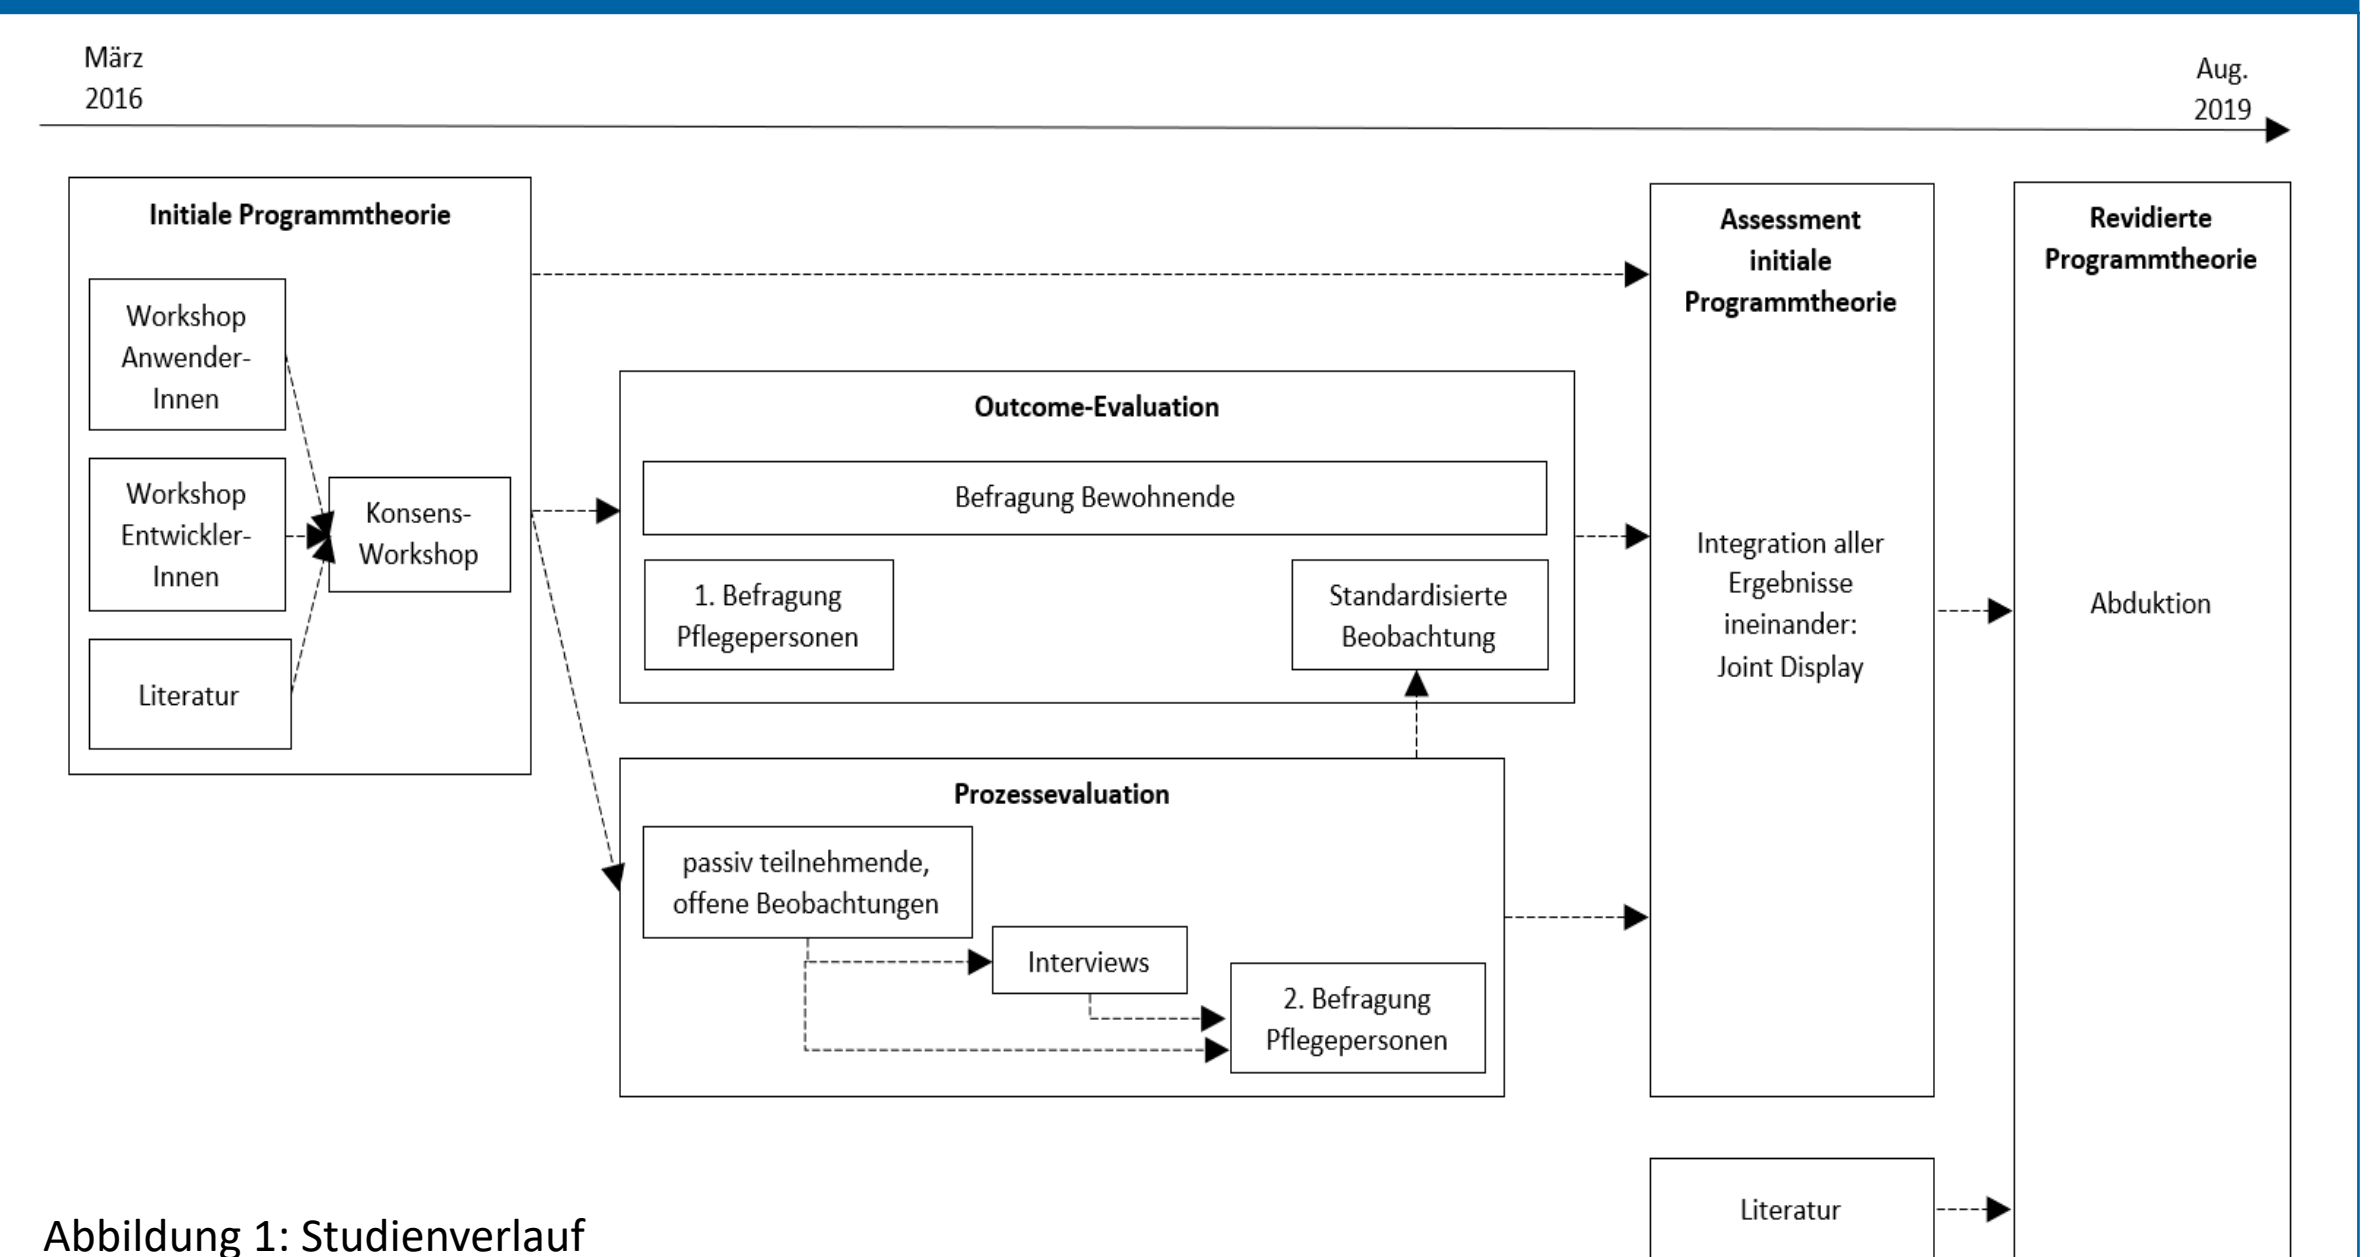 März
2016
Aug.
2019
Initiale Programmtheorie
Workshop
Anwender-
Innen
Workshop
Entwickler-
Innen
Literatur
Konsens-
Workshop
Outcome-Evaluation
Befragung Bewohnende
1. Befragung
Pflegepersonen
Standardisierte
Beobachtung
Prozessevaluation
passiv teilnehmende,
offene Beobachtungen
Interviews
2. Befragung
Pflegepersonen
Assessment
initiale
Programmtheorie
Integration aller
Ergebnisse
ineinander:
Joint Display
Literatur
Revidierte
Programmtheorie
Abduktion
Abbildung 1: Studienverlauf